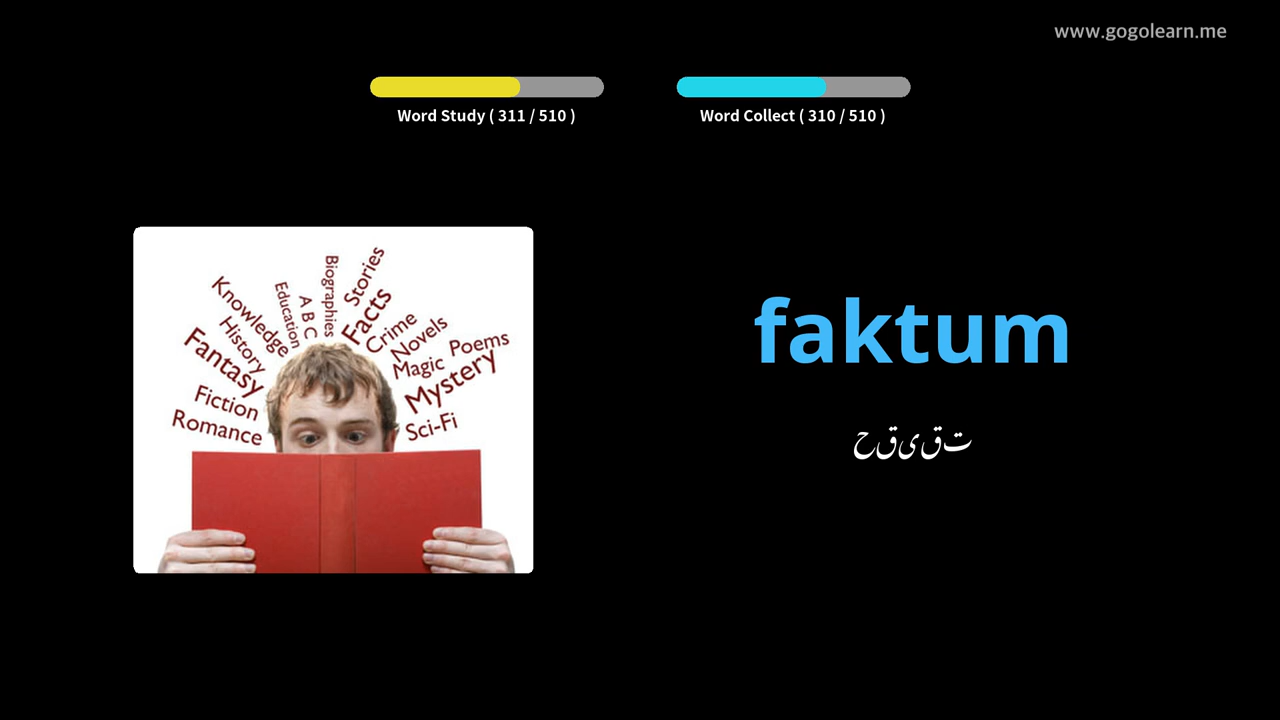 www.gogolearn.me
Word Study ( 311 / 510 )
Word Collect ( 310 / 510 )
Knowledge
History
Fantasy
Fiction
Romance
Education
A B C
Biographies
Stories
Facts
Crime
Novels
Magic
Poems
Mystery
Sci-Fi
faktum
حقیقت